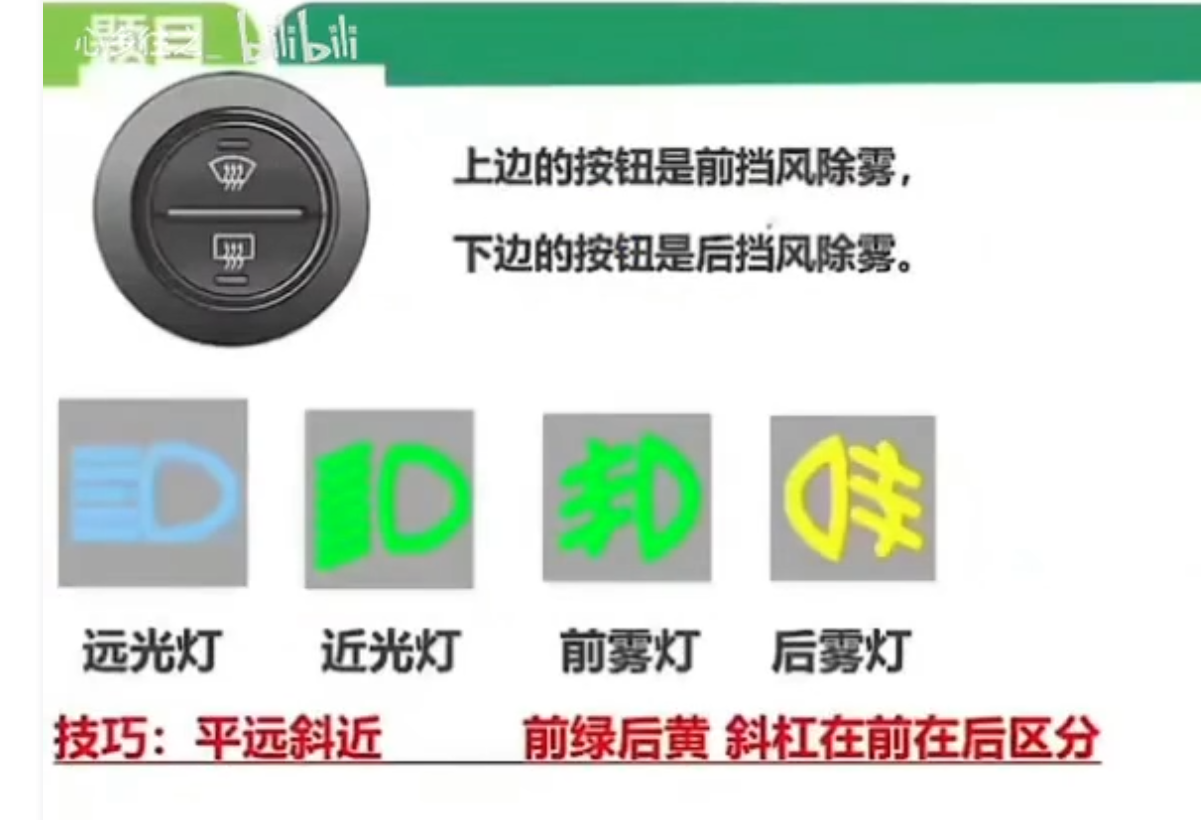 题目
bilibili
上边的按钮是前挡风除雾，
下边的按钮是后挡风除雾。
远光灯 近光灯 前雾灯 后雾灯
技巧：平远斜近 前绿后黄 斜杠在前在后区分